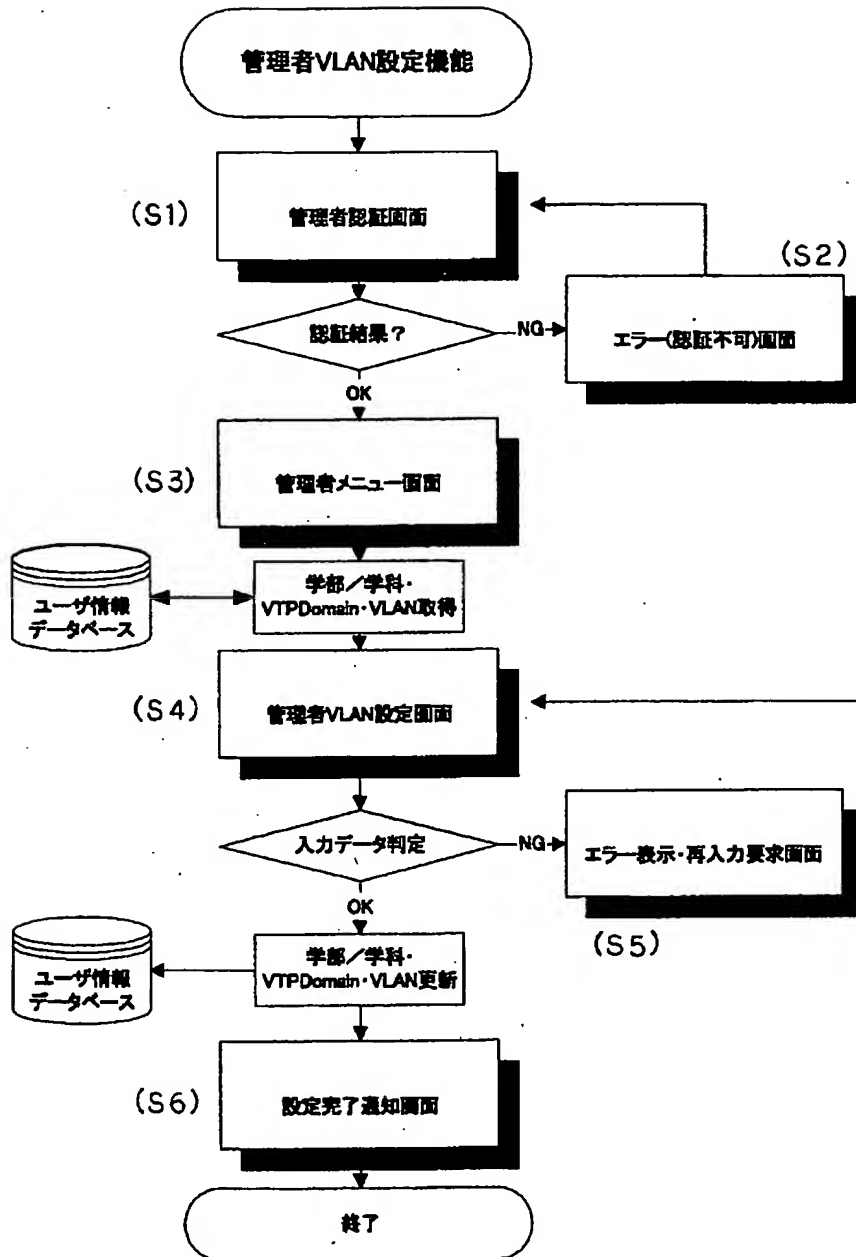 管理者VLAN設定機能
(S1)
管理者認証画面
(S2)
認証結果？
NG
エラー(認証不可)画面
OK
(S3)
管理者メニュー画面
ユーザ情報
データベース
学部／学科・
VTPDomain・VLAN取得
(S4)
管理者VLAN設定画面
入力データ判定
NG
エラー表示・再入力要求画面
(S5)
OK
ユーザ情報
データベース
学部／学科・
VTPDomain・VLAN更新
(S6)
設定完了通知画面
終了